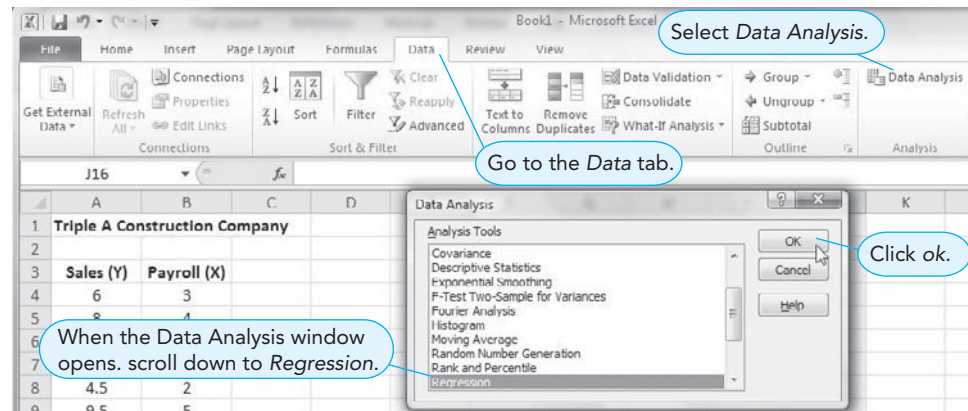 Book1 - Microsoft Excel
Select Data Analysis.
File Home Insert Page Layout Formulas Data Review View
Get External Data
Refresh All
Connections
Properties
Edit Links
Connections
Sort
Filter
Clear
Reapply
Advanced
Sort & Filter
Text to Columns
Remove Duplicates
Data Validation
Consolidate
What-If Analysis
Group
Ungroup
Subtotal
Outline
Data Analysis
Analysis
Go to the Data tab.
J16 fx
A B C D K
1 Triple A Construction Company
2
3 Sales (Y) Payroll (X)
4 6 3
5 8 4
6
7
8 4.5 2
9 9.5 5
When the Data Analysis window
opens. scroll down to Regression.
Data Analysis
Analysis Tools
Covariance
Descriptive Statistics
Exponential Smoothing
F-Test Two-Sample for Variances
Fourier Analysis
Histogram
Moving Average
Random Number Generation
Rank and Percentile
Regression
OK
Cancel
Help
Click ok.